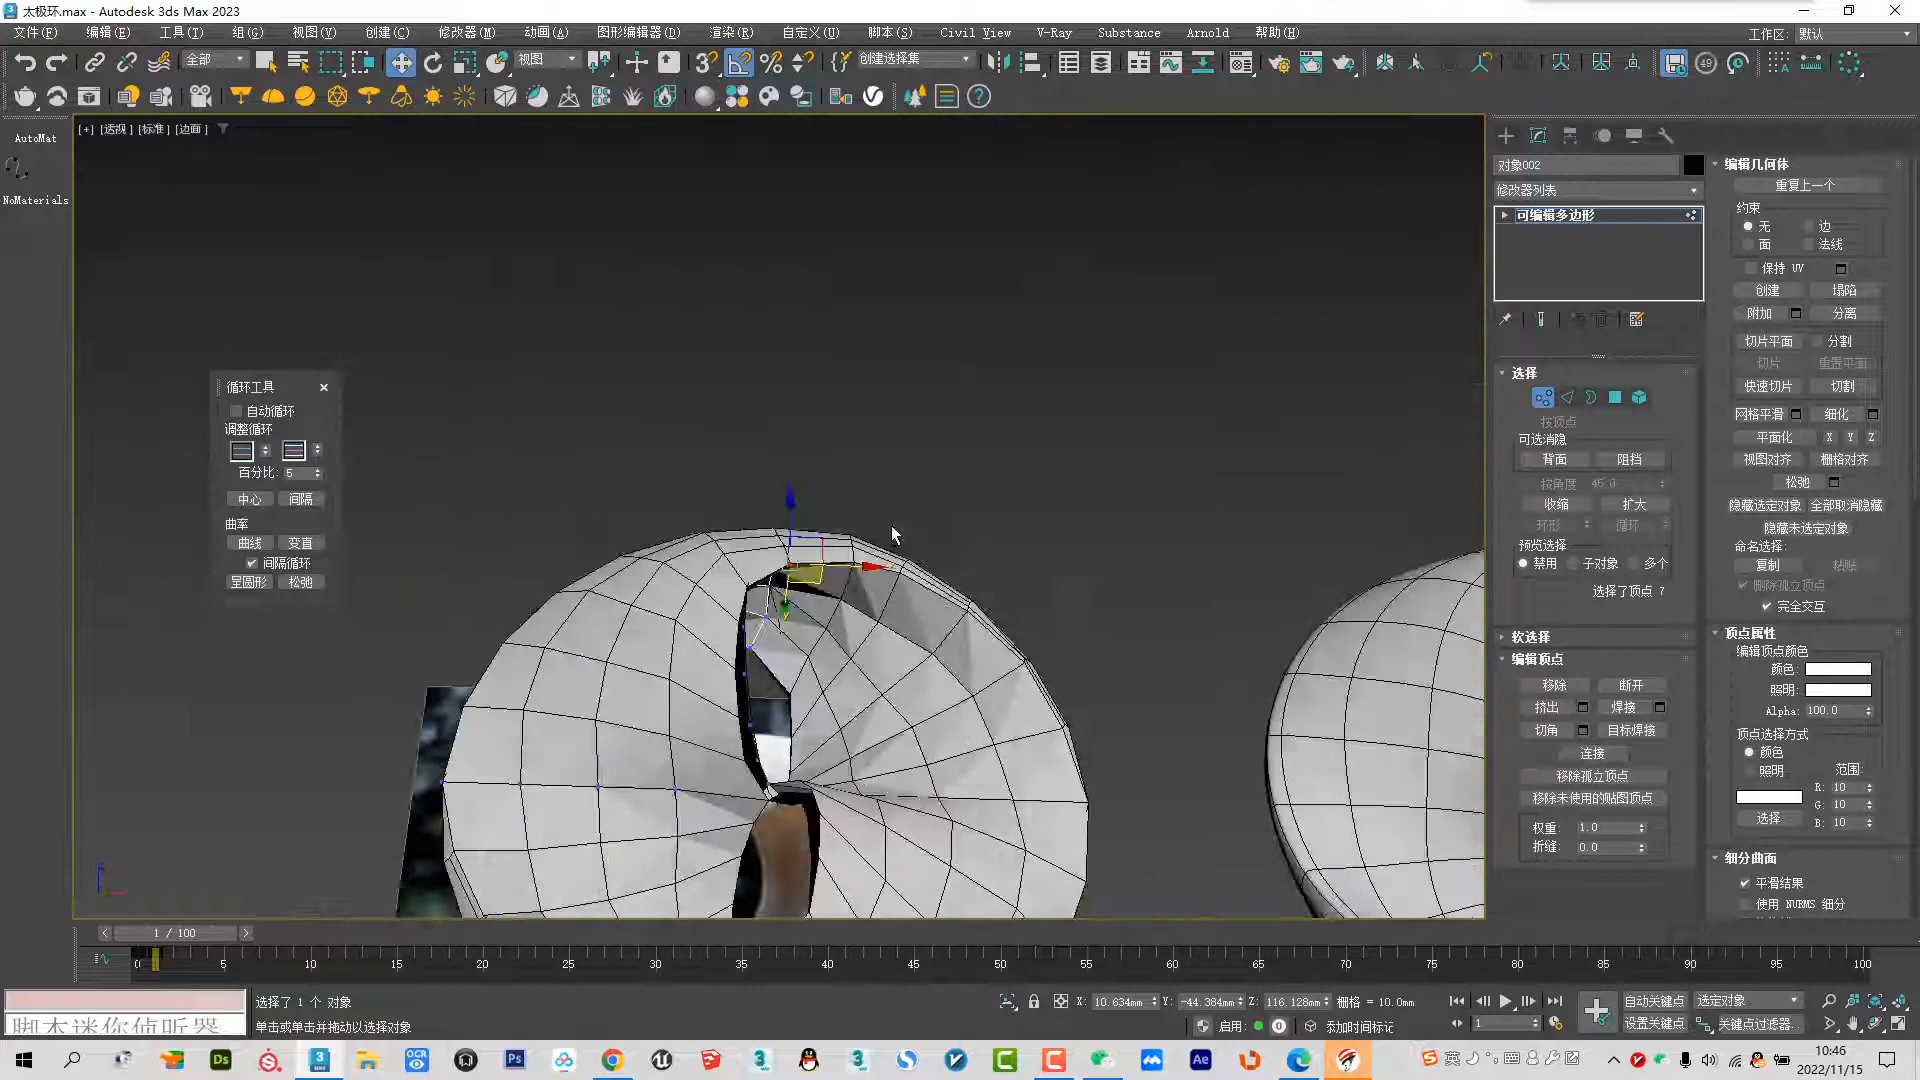 太极环.max - Autodesk 3ds Max 2023
文件(F) 编辑(E) 工具(T) 组(G) 视图(V) 创建(C) 修改器(M) 动画(A) 图形编辑器(D) 渲染(R) 自定义(U) 脚本(S) Civil View V-Ray Substance Arnold 帮助(H)
工作区: 默认
全部 视图 创建选择集
AutoMat
NoMaterials
[+] [透视] [标准] [边面]
循环工具
自动循环
调整循环
百分比: 5
中心 间隔
曲率
曲线 变直
间隔循环
呈圆形 松弛
对象002
修改器列表
可编辑多边形
选择
按顶点
可选消隐
背面 阻挡
按角度 45.0
收缩 扩大
环形 循环
预览选择
禁用 子对象 多个
选择了顶点 7
软选择
编辑顶点
移除 断开
挤出 焊接
切角 目标焊接
连接
移除孤立顶点
移除未使用的贴图顶点
权重: 1.0
折缝: 0.0
编辑几何体
重复上一个
约束
无 边
面 法线
保持 UV
创建 塌陷
附加 分离
切片平面 分割
切片 重置平面
快速切片 切割
网格平滑 细化
平面化 X Y Z
视图对齐 栅格对齐
松弛
隐藏选定对象 全部取消隐藏
隐藏未选定对象
命名选择:
复制 粘贴
删除孤立顶点
完全交互
顶点属性
编辑顶点颜色
颜色:
照明:
Alpha: 100.0
顶点选择方式
颜色
照明 范围:
R: 10
G: 10
选择 B: 10
细分曲面
平滑结果
使用 NURMS 细分
1 / 100
0 5 10 15 20 25 30 35 40 45 50 55 60 65 70 75 80 85 90 95 100
脚本迷你侦听器
选择了 1 个 对象
单击或单击并拖动以选择对象
X: 10.634mm Y: -44.384mm Z: 116.128mm 栅格 = 10.0mm
启用: 0 添加时间标记
1
自动关键点 选定对象
设置关键点 关键点过滤器...
英
10:46
2022/11/15